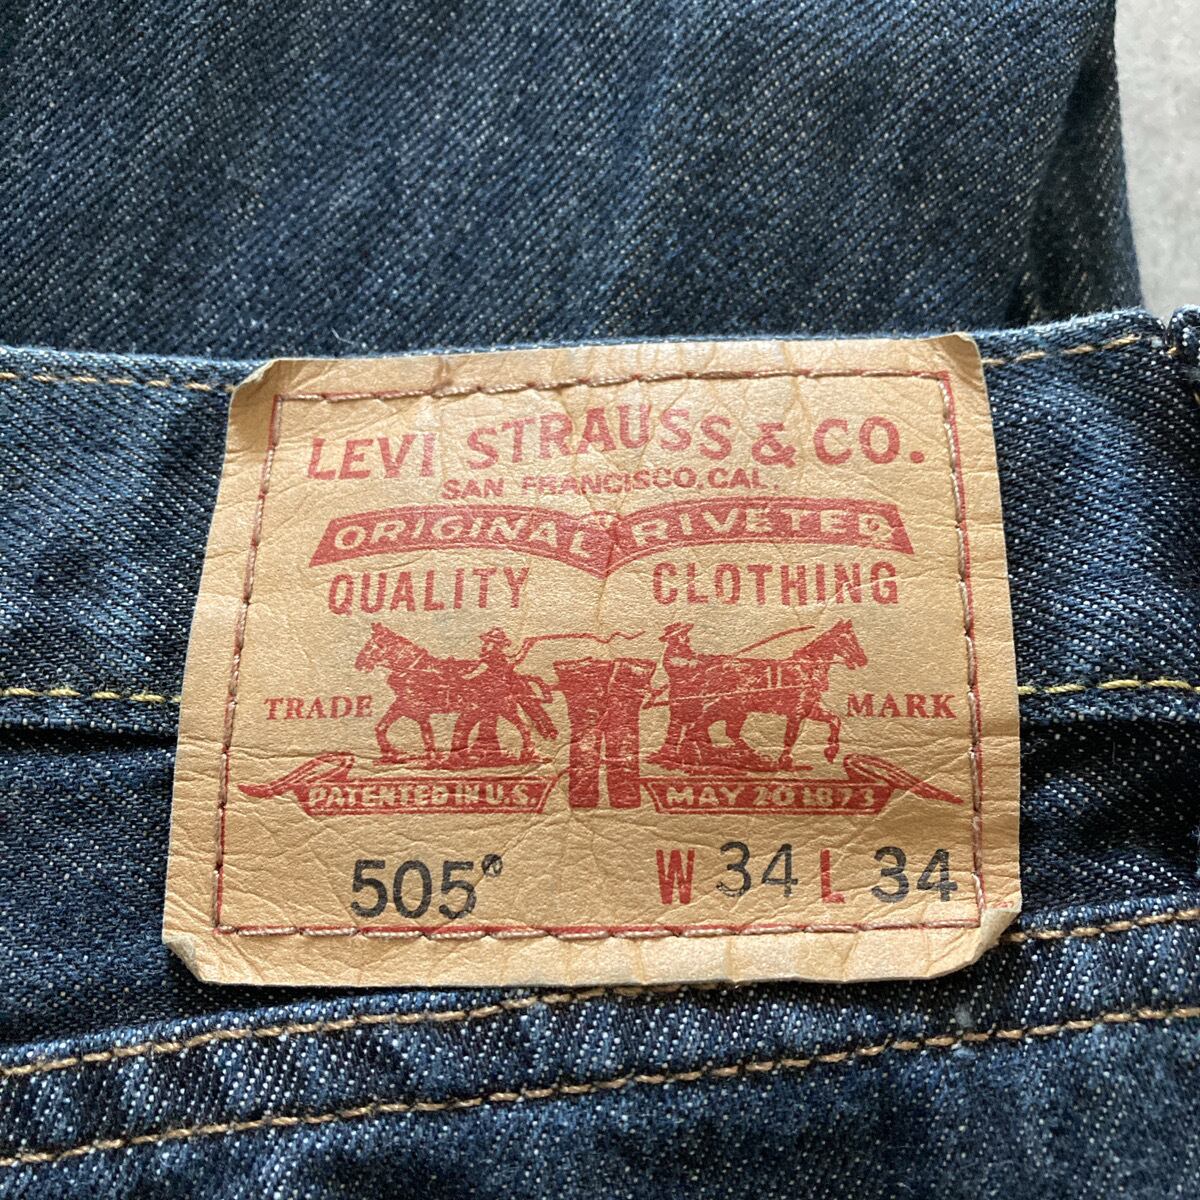 LEVI STRAUSS & CO.
SAN FRANCISCO, CAL.
ORIGINAL RIVETED
QUALITY CLOTHING
TRADE MARK
PATENTED IN U.S. MAY 20 1873
505® W 34 L 34